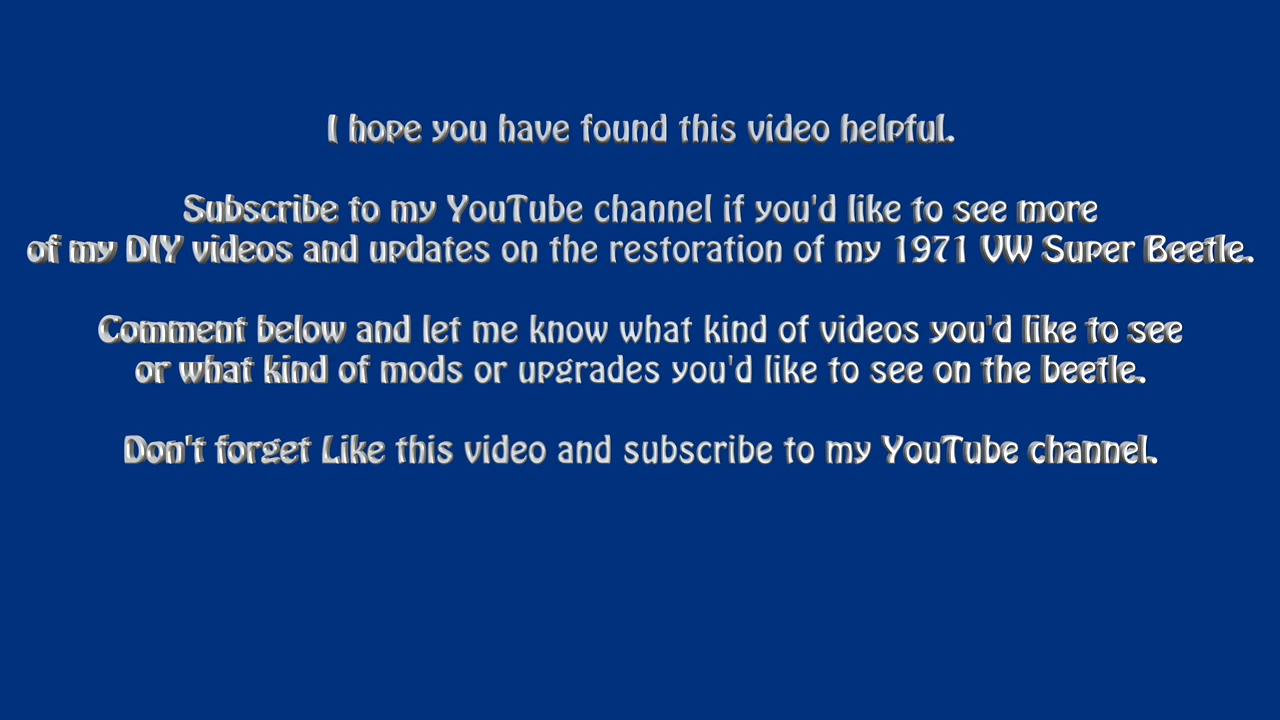 I hope you have found this video helpful.
Subscribe to my YouTube channel if you'd like to see more
of my DIY videos and updates on the restoration of my 1971 VW Super Beetle.
Comment below and let me know what kind of videos you'd like to see
or what kind of mods or upgrades you'd like to see on the beetle.
Don't forget Like this video and subscribe to my YouTube channel.